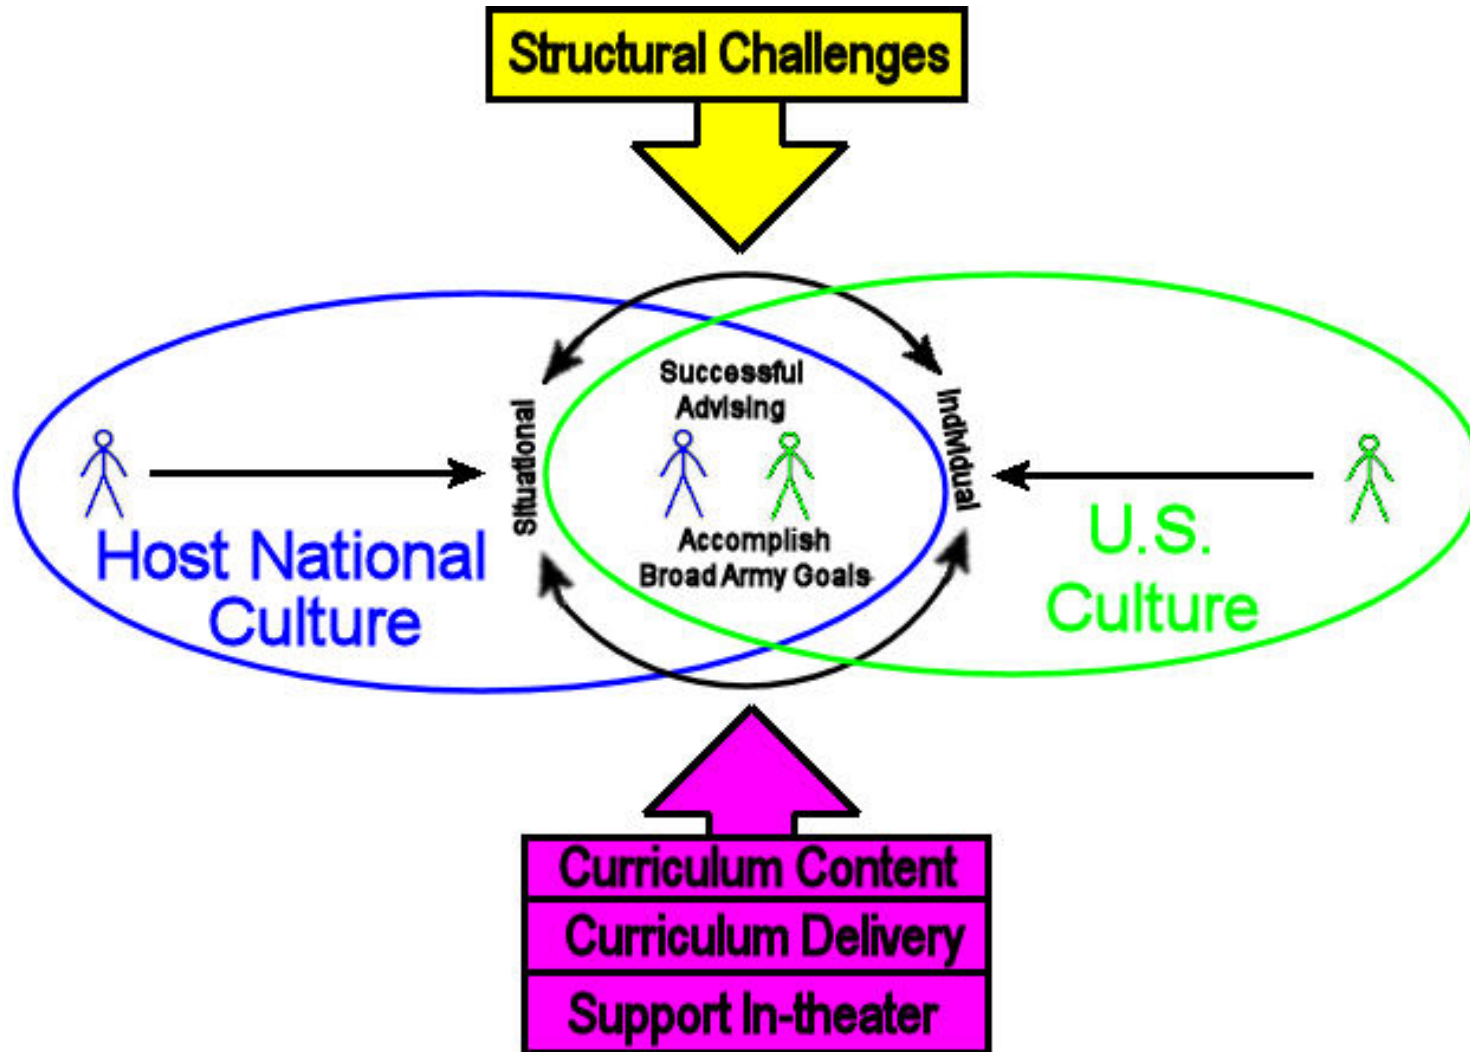 Structural Challenges
Successful
Advising
Situational
Individual
Accomplish
Broad Army Goals
Host National
Culture
U.S.
Culture
Curriculum Content
Curriculum Delivery
Support In-theater